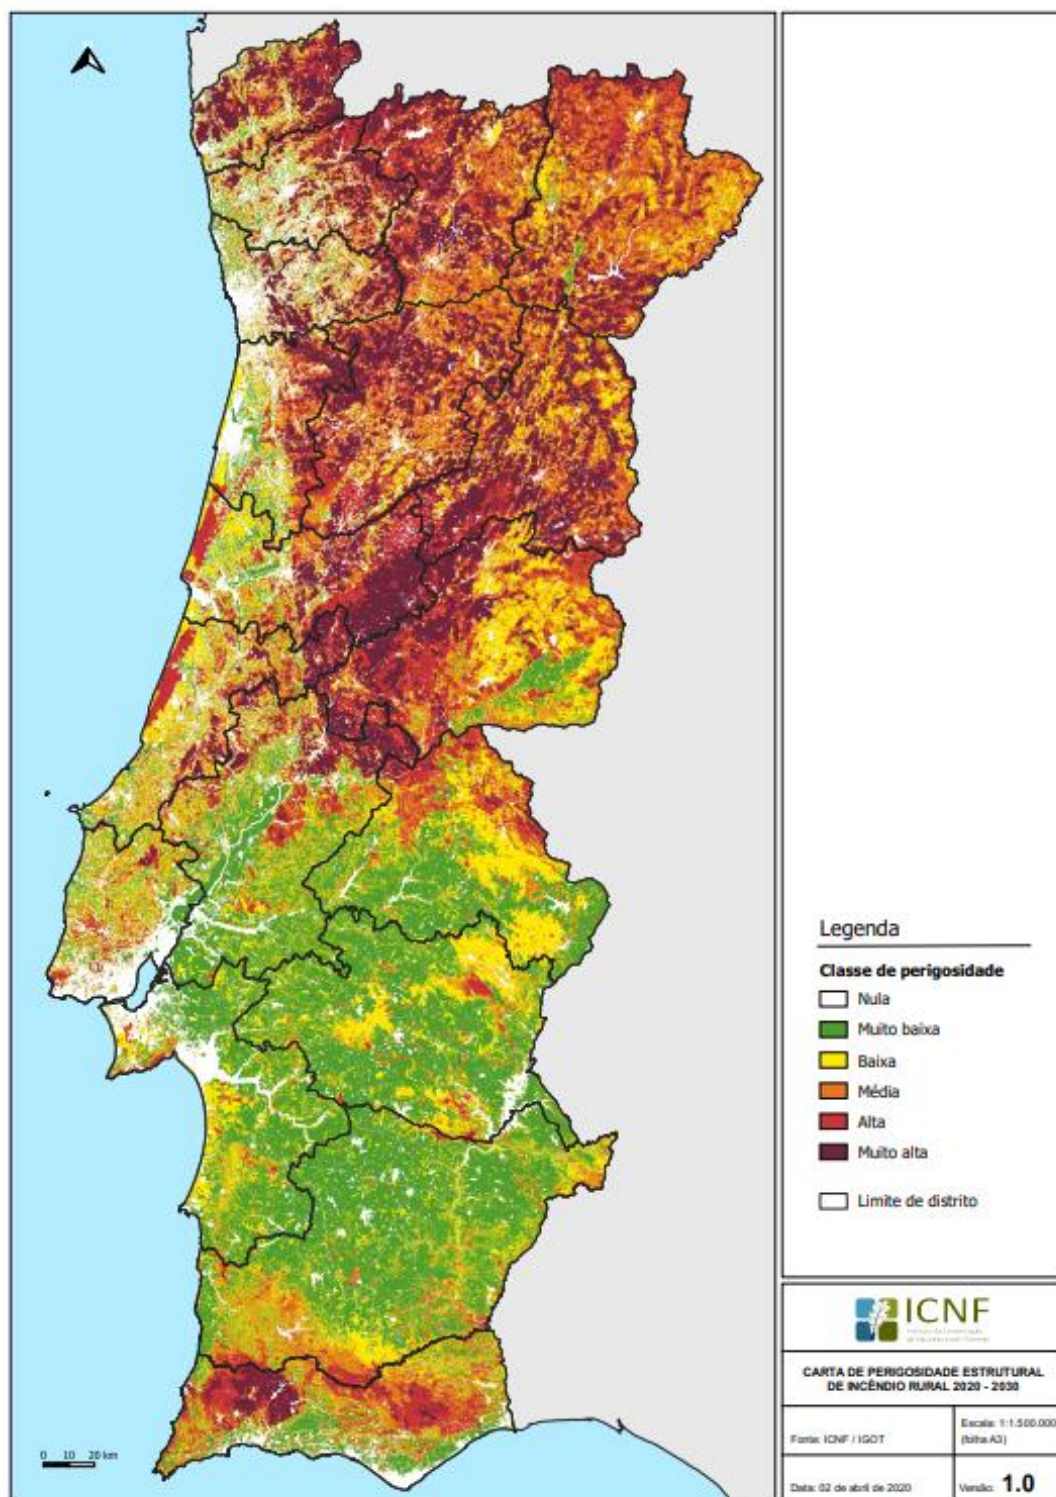 Legenda
Classe de perigosidade
Nula
Muito baixa
Baixa
Média
Alta
Muito alta
Limite de distrito
0 10 20 km
ICNF
CARTA DE PERIGOSIDADE ESTRUTURAL
DE INCÊNDIO RURAL 2020 - 2030
Fonte: ICNF / IGOT
Escala: 1:1.500.000
(folha A3)
Data: 02 de abril de 2020
Versão: 1.0